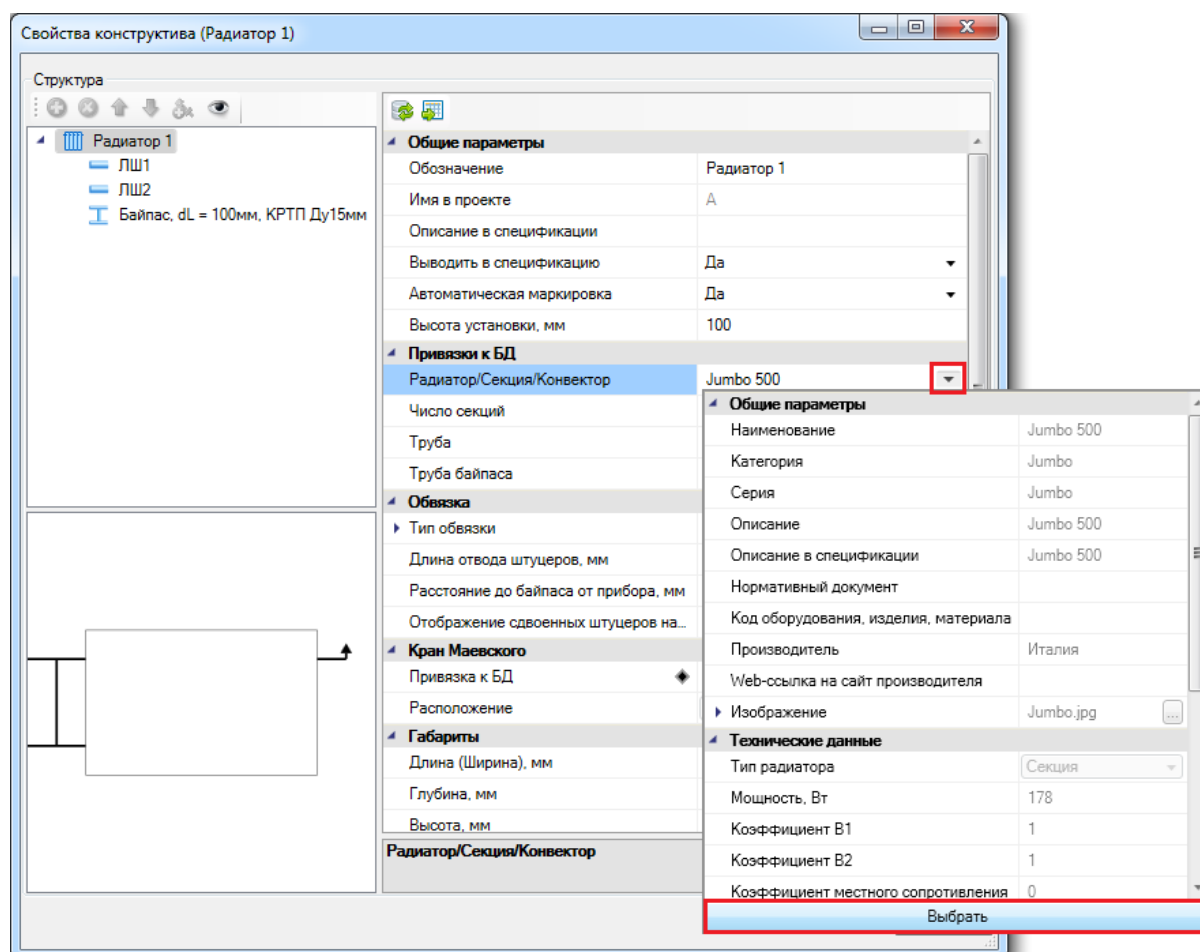 Свойства конструктива (Радиатор 1)
Структура
Радиатор 1
ЛШ1
ЛШ2
Байпас, dL = 100мм, КРТП Ду15мм
Общие параметры
Обозначение Радиатор 1
Имя в проекте А
Описание в спецификации
Выводить в спецификацию Да
Автоматическая маркировка Да
Высота установки, мм 100
Привязки к БД
Радиатор/Секция/Конвектор Jumbo 500
Число секций
Труба
Труба байпаса
Обвязка
Тип обвязки
Длина отвода штуцеров, мм
Расстояние до байпаса от прибора, мм
Отображение сдвоенных штуцеров на...
Кран Маевского
Привязка к БД
Расположение
Габариты
Длина (Ширина), мм
Глубина, мм
Высота, мм
Радиатор/Секция/Конвектор
Общие параметры
Наименование Jumbo 500
Категория Jumbo
Серия Jumbo
Описание Jumbo 500
Описание в спецификации Jumbo 500
Нормативный документ
Код оборудования, изделия, материала
Производитель Италия
Web-ссылка на сайт производителя
Изображение Jumbo.jpg ...
Технические данные
Тип радиатора Секция
Мощность, Вт 178
Коэффициент B1 1
Коэффициент B2 1
Коэффициент местного сопротивления 0
Выбрать